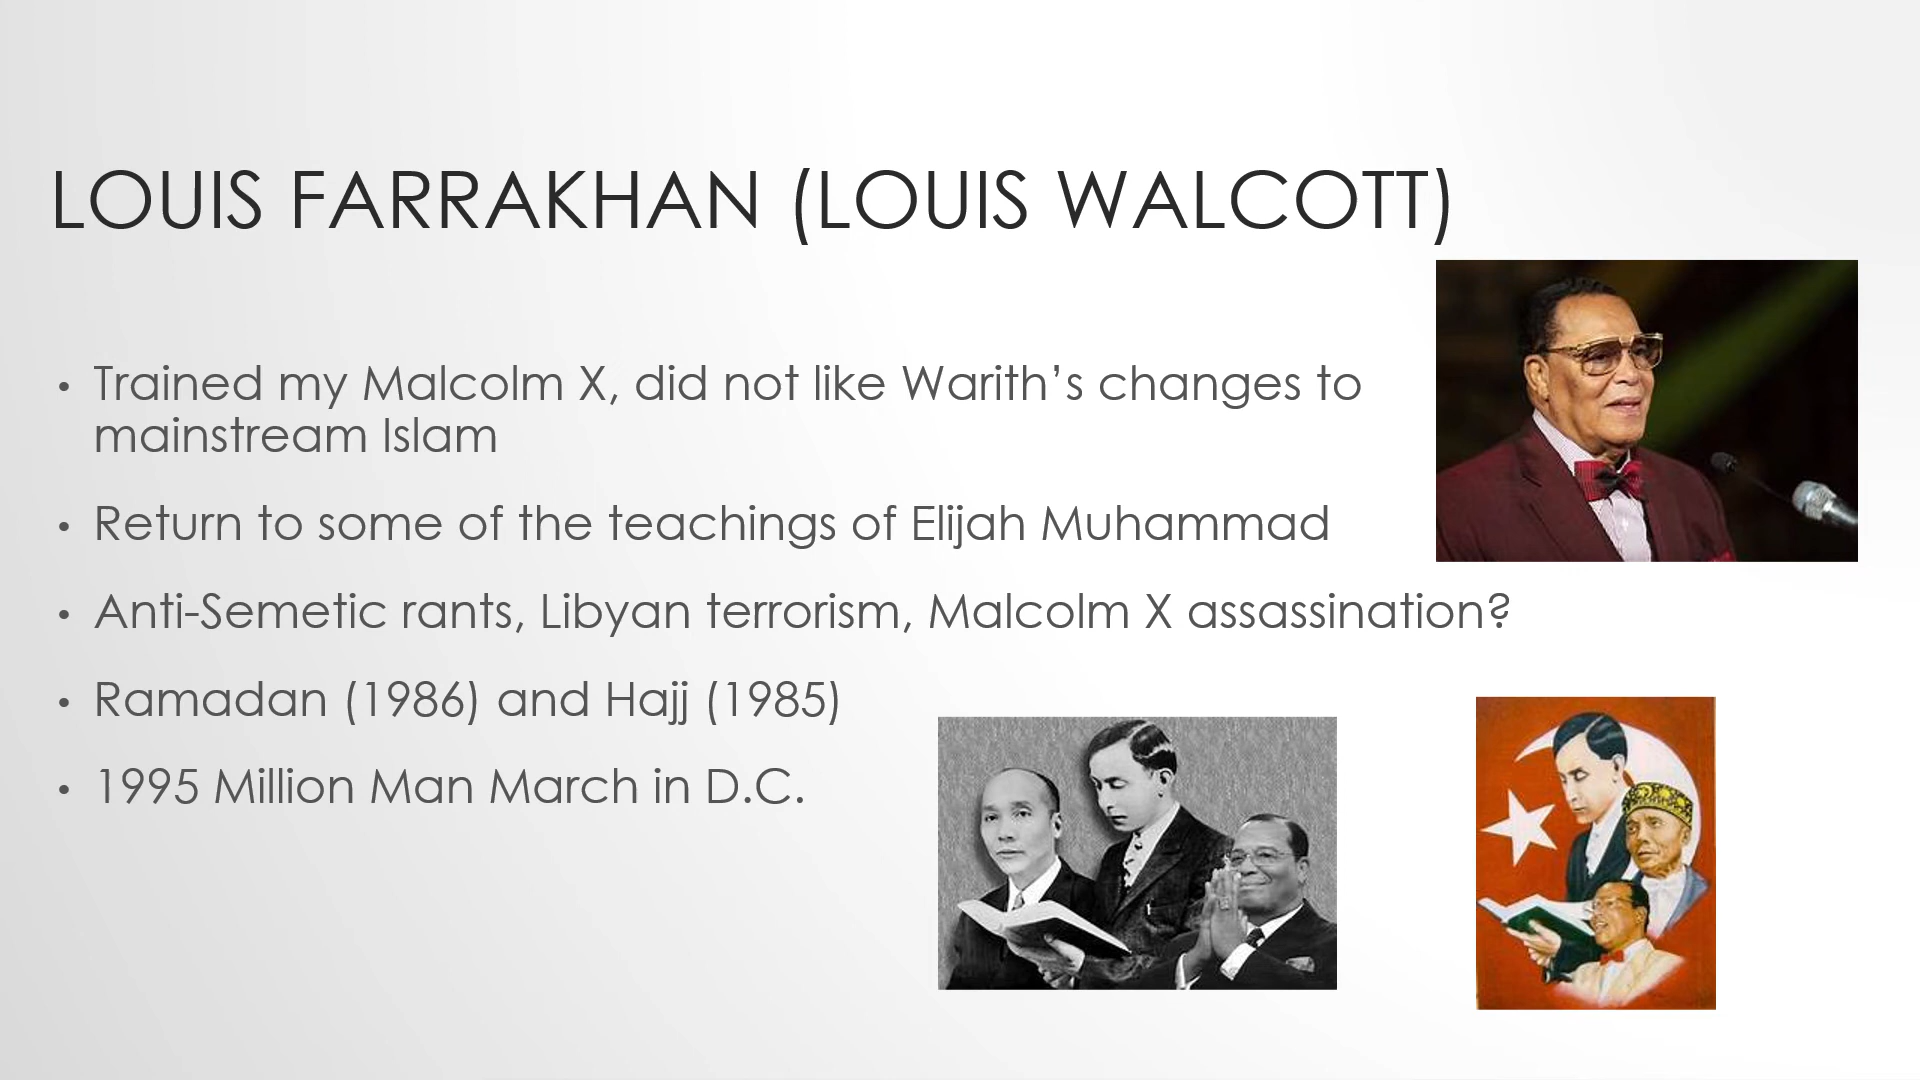 LOUIS FARRAKHAN (LOUIS WALCOTT)
• Trained my Malcolm X, did not like Warith’s changes to
mainstream Islam
• Return to some of the teachings of Elijah Muhammad
• Anti-Semetic rants, Libyan terrorism, Malcolm X assassination?
• Ramadan (1986) and Hajj (1985)
• 1995 Million Man March in D.C.